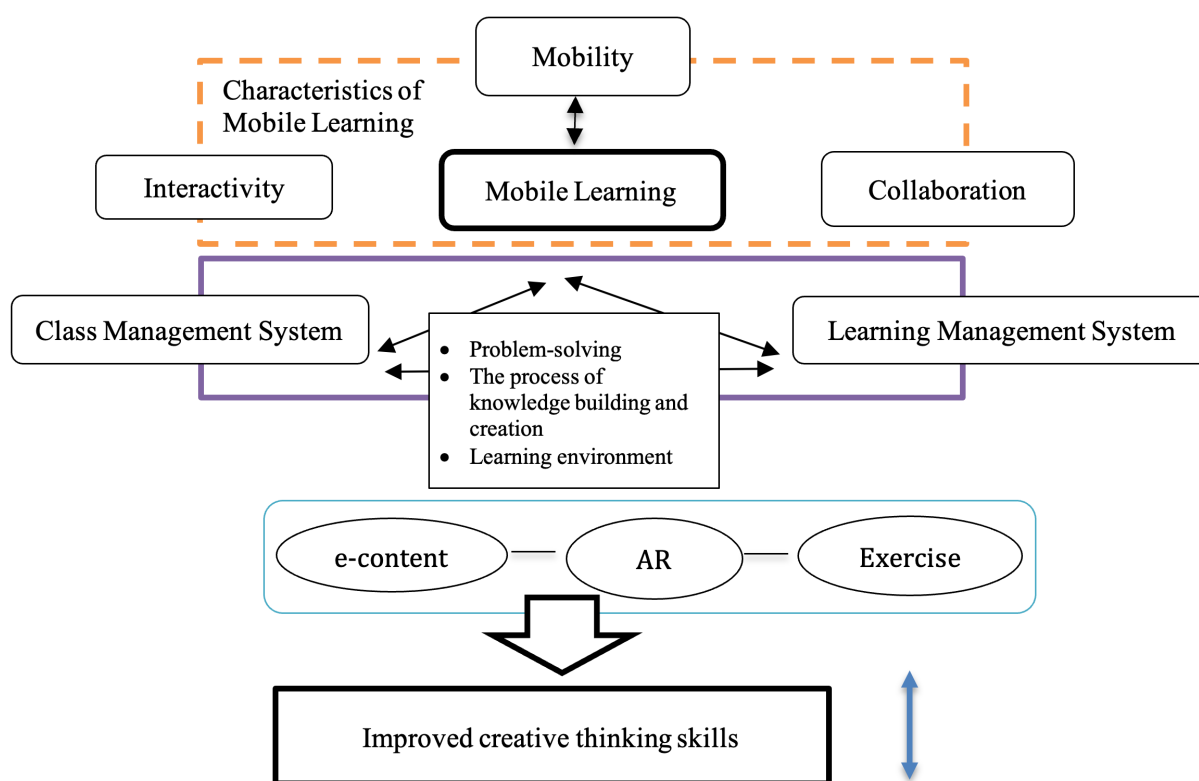 Mobility
Characteristics of
Mobile Learning
Interactivity
Mobile Learning
Collaboration
Class Management System
Learning Management System
• Problem-solving
• The process of
knowledge building and
creation
• Learning environment
e-content
AR
Exercise
Improved creative thinking skills